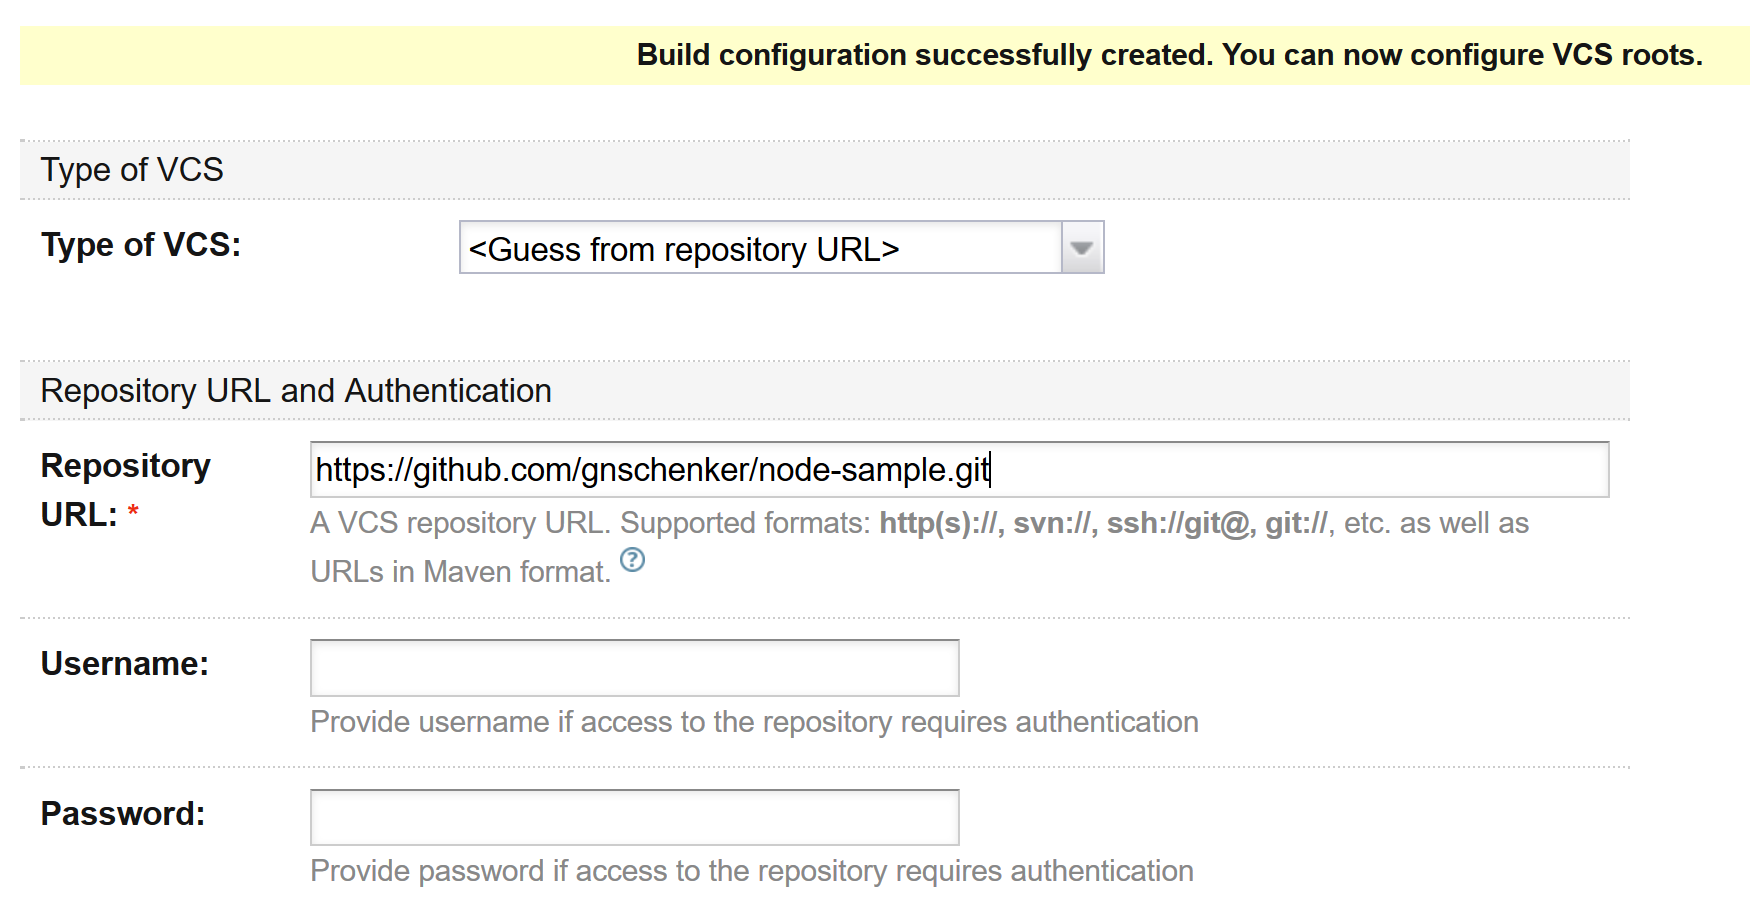 Build configuration successfully created. You can now configure VCS roots.
Type of VCS
Type of VCS:
<Guess from repository URL>
Repository URL and Authentication
Repository
URL: *
https://github.com/gnschenker/node-sample.git
A VCS repository URL. Supported formats: http(s)://, svn://, ssh://git@, git://, etc. as well as
URLs in Maven format. ?
Username:
Provide username if access to the repository requires authentication
Password:
Provide password if access to the repository requires authentication